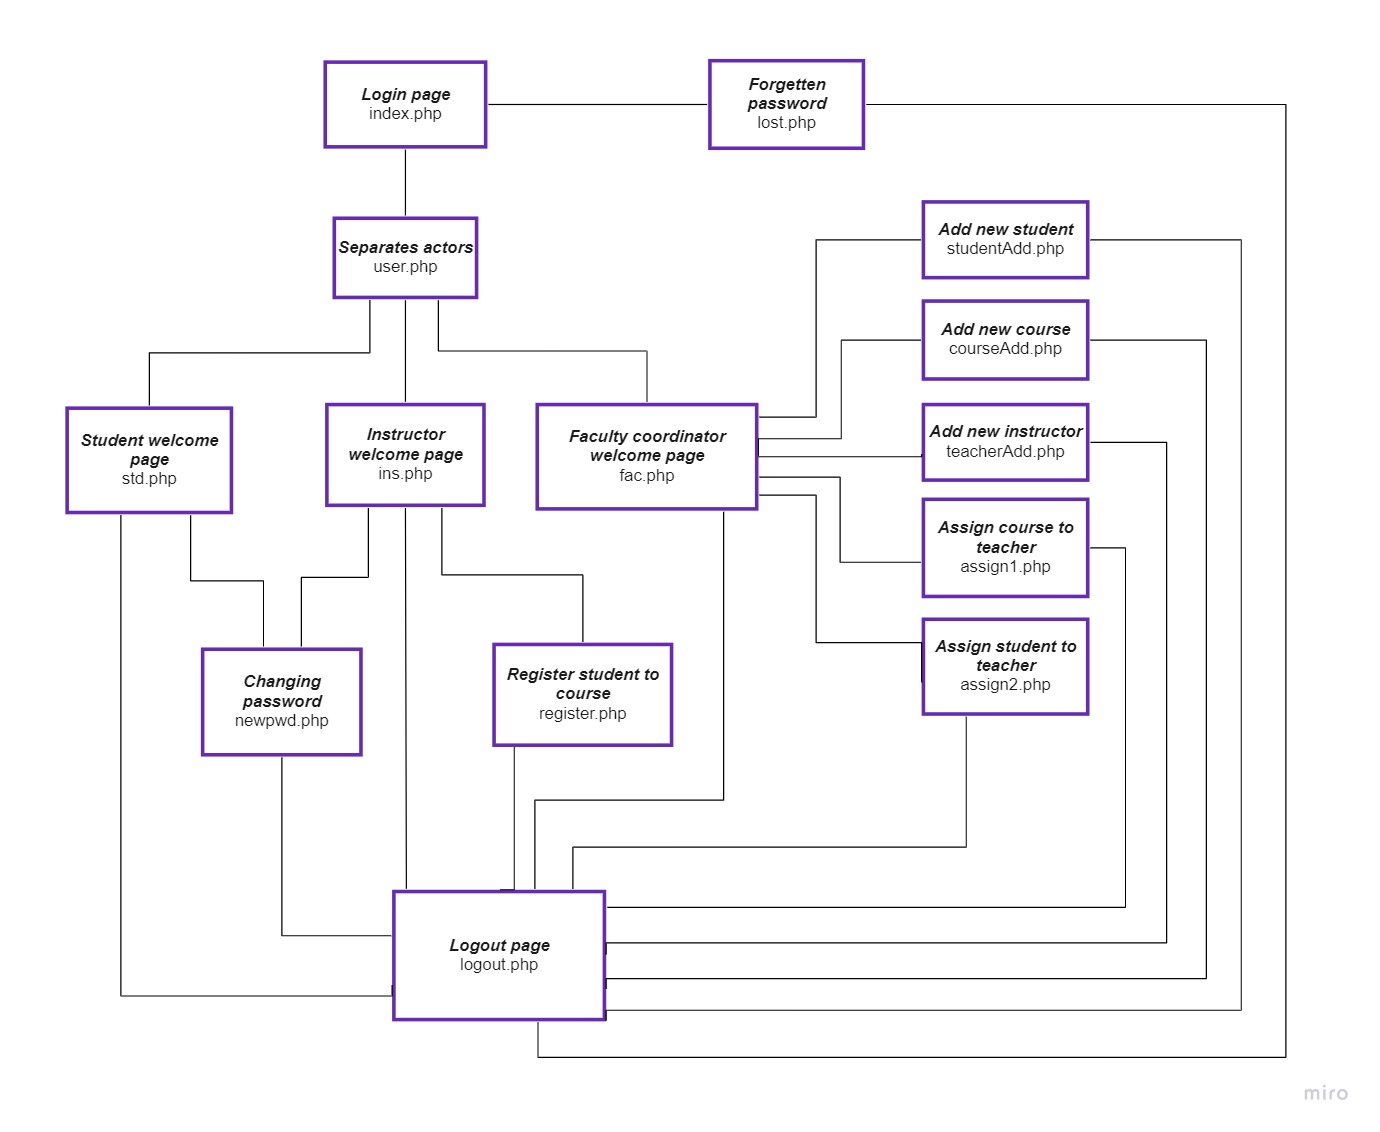 Login page
index.php
Forgetten
password
lost.php
Separates actors
user.php
Add new student
studentAdd.php
Add new course
courseAdd.php
Student welcome
page
std.php
Instructor
welcome page
ins.php
Faculty coordinator
welcome page
fac.php
Add new instructor
teacherAdd.php
Assign course to
teacher
assign1.php
Assign student to
teacher
assign2.php
Changing
password
newpwd.php
Register student to
course
register.php
Logout page
logout.php
miro